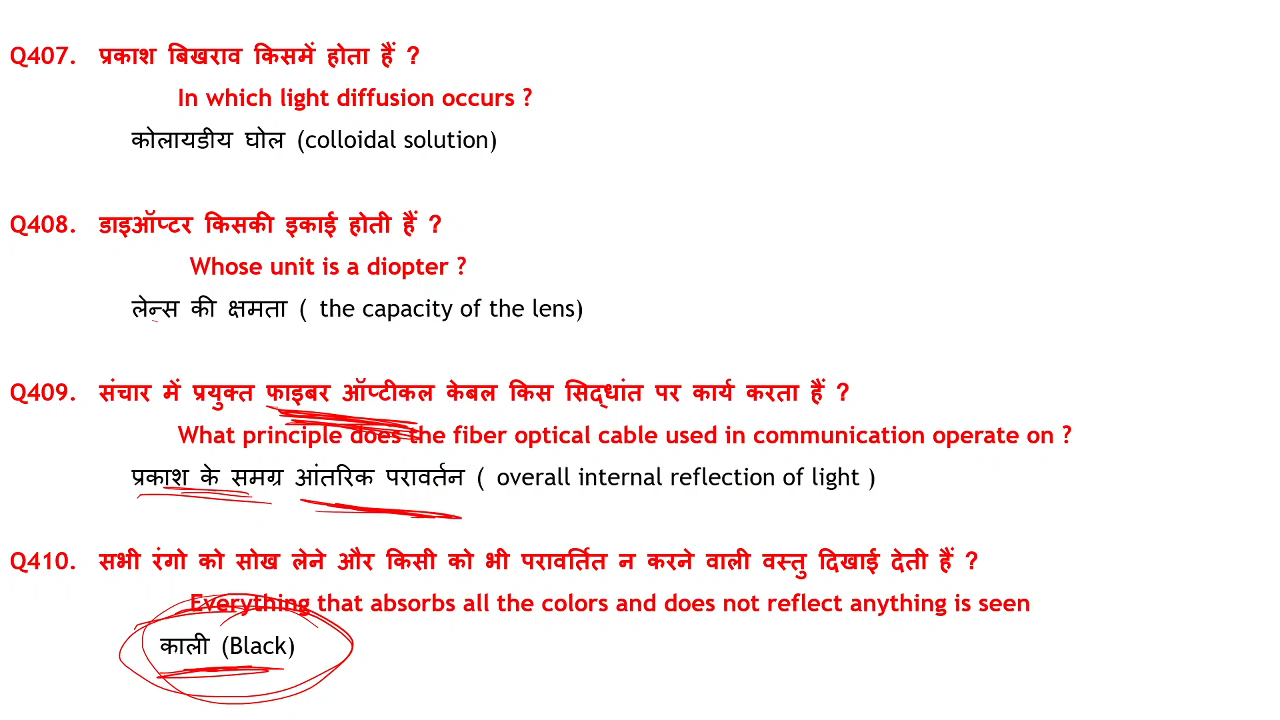 Q407. प्रकाश बिखराव किसमें होता हैं ?
In which light diffusion occurs ?
कोलायडीय घोल (colloidal solution)
Q408. डाइऑप्टर किसकी इकाई होती हैं ?
Whose unit is a diopter ?
लेन्स की क्षमता ( the capacity of the lens)
Q409. संचार में प्रयुक्त फाइबर ऑप्टीकल केबल किस सिद्धांत पर कार्य करता हैं ?
What principle does the fiber optical cable used in communication operate on ?
प्रकाश के समग्र आंतरिक परावर्तन ( overall internal reflection of light )
Q410. सभी रंगो को सोख लेने और किसी को भी परावर्तित न करने वाली वस्तु दिखाई देती हैं ?
Everything that absorbs all the colors and does not reflect anything is seen
काली (Black)